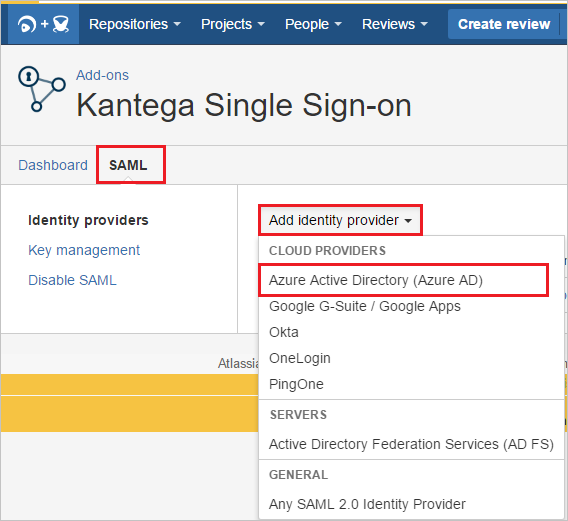 + Repositories Projects People Reviews Create review
Add-ons
Kantega Single Sign-on
Dashboard SAML
Identity providers
Key management
Disable SAML
Add identity provider
CLOUD PROVIDERS
Azure Active Directory (Azure AD)
Google G-Suite / Google Apps
Okta
OneLogin
PingOne
SERVERS
Active Directory Federation Services (AD FS)
GENERAL
Any SAML 2.0 Identity Provider
Atlassia